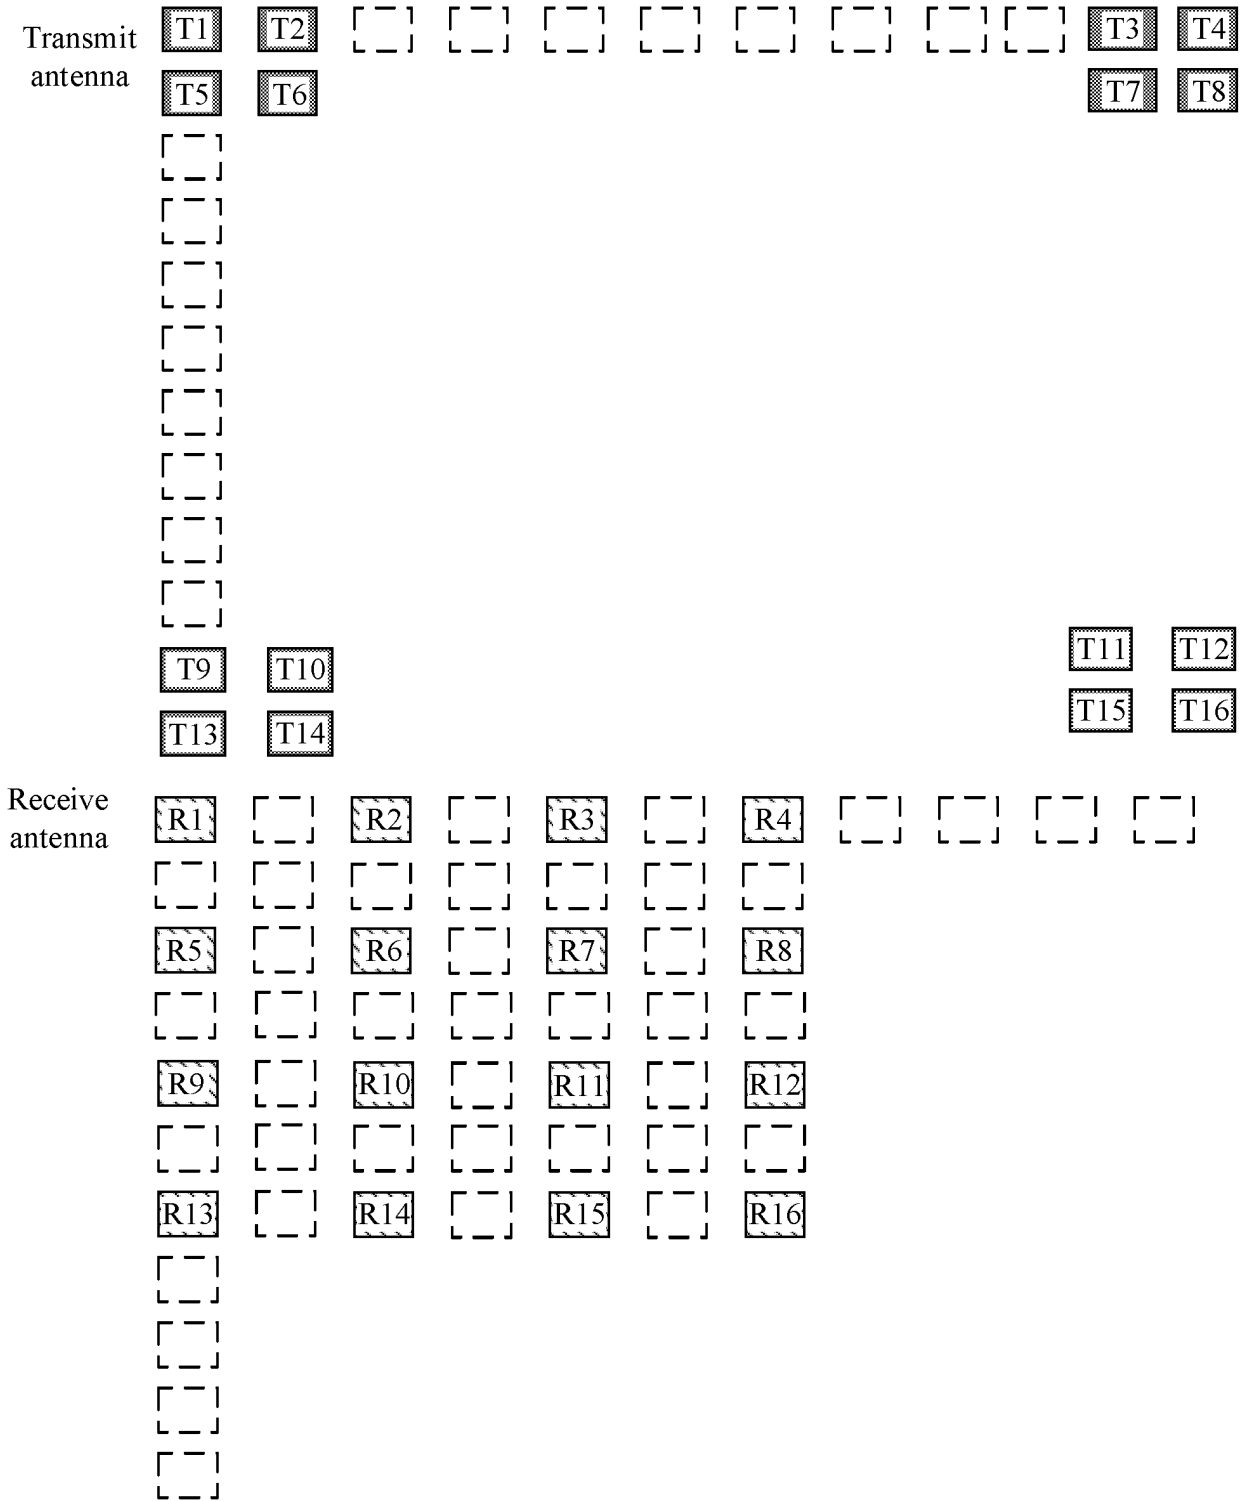 Transmit
antenna
T1 T2 T3 T4
T5 T6 T7 T8
T9 T10 T11 T12
T13 T14 T15 T16
Receive
antenna
R1 R2 R3 R4
R5 R6 R7 R8
R9 R10 R11 R12
R13 R14 R15 R16